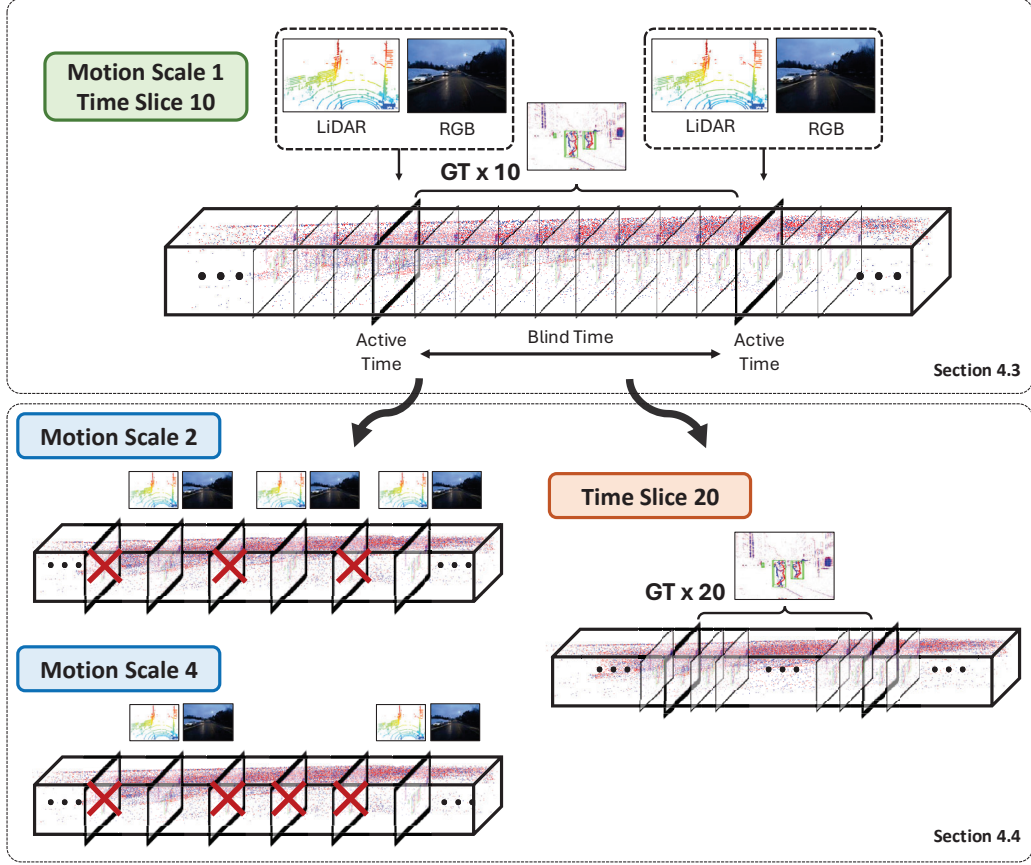 Motion Scale 1
Time Slice 10
LiDAR
RGB
LiDAR
RGB
GT x 10
Active
Time
Blind Time
Active
Time
Section 4.3
Motion Scale 2
Time Slice 20
GT x 20
Motion Scale 4
Section 4.4